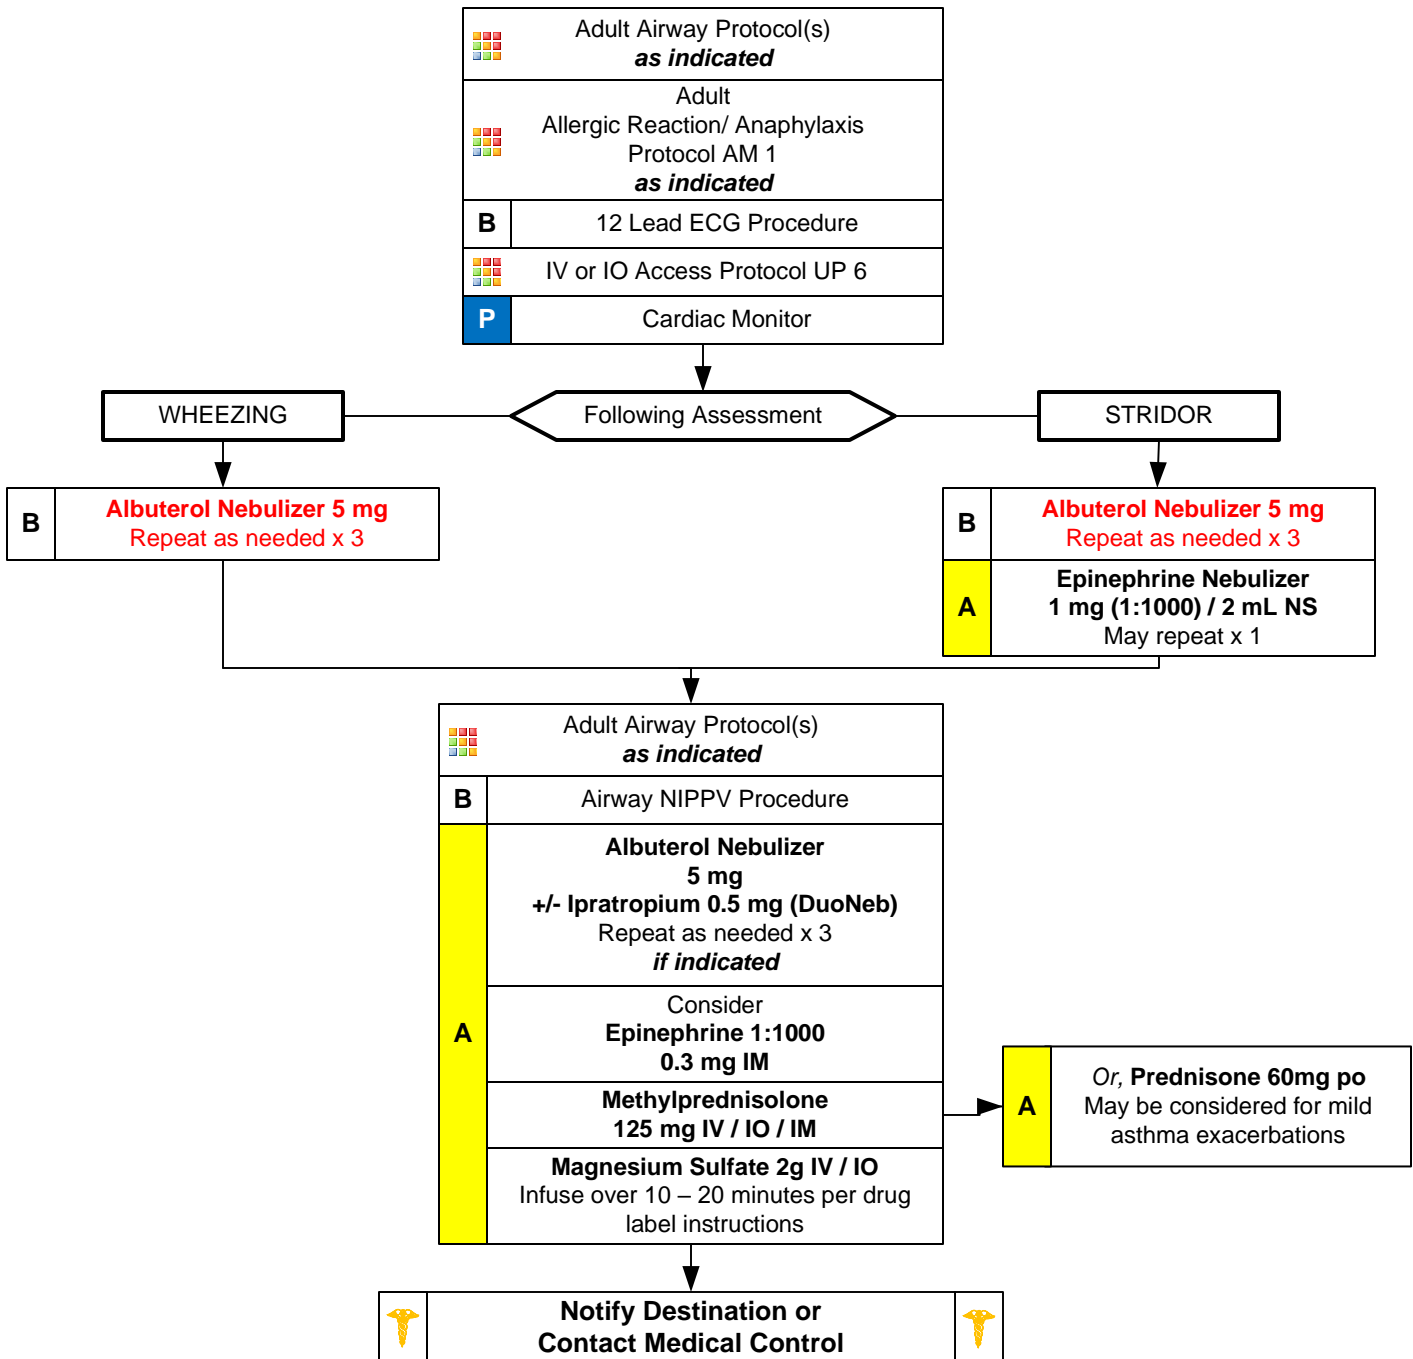 Adult Airway Protocol(s)
as indicated
Adult
Allergic Reaction/ Anaphylaxis
Protocol AM 1
as indicated
B
12 Lead ECG Procedure
IV or IO Access Protocol UP 6
P
Cardiac Monitor
WHEEZING
Following Assessment
STRIDOR
B
Albuterol Nebulizer 5 mg
Repeat as needed x 3
B
Albuterol Nebulizer 5 mg
Repeat as needed x 3
A
Epinephrine Nebulizer
1 mg (1:1000) / 2 mL NS
May repeat x 1
Adult Airway Protocol(s)
as indicated
B
Airway NIPPV Procedure
A
Albuterol Nebulizer
5 mg
+/- Ipratropium 0.5 mg (DuoNeb)
Repeat as needed x 3
if indicated
Consider
Epinephrine 1:1000
0.3 mg IM
Methylprednisolone
125 mg IV / IO / IM
Magnesium Sulfate 2g IV / IO
Infuse over 10 – 20 minutes per drug
label instructions
A
Or, Prednisone 60mg po
May be considered for mild
asthma exacerbations
Notify Destination or
Contact Medical Control